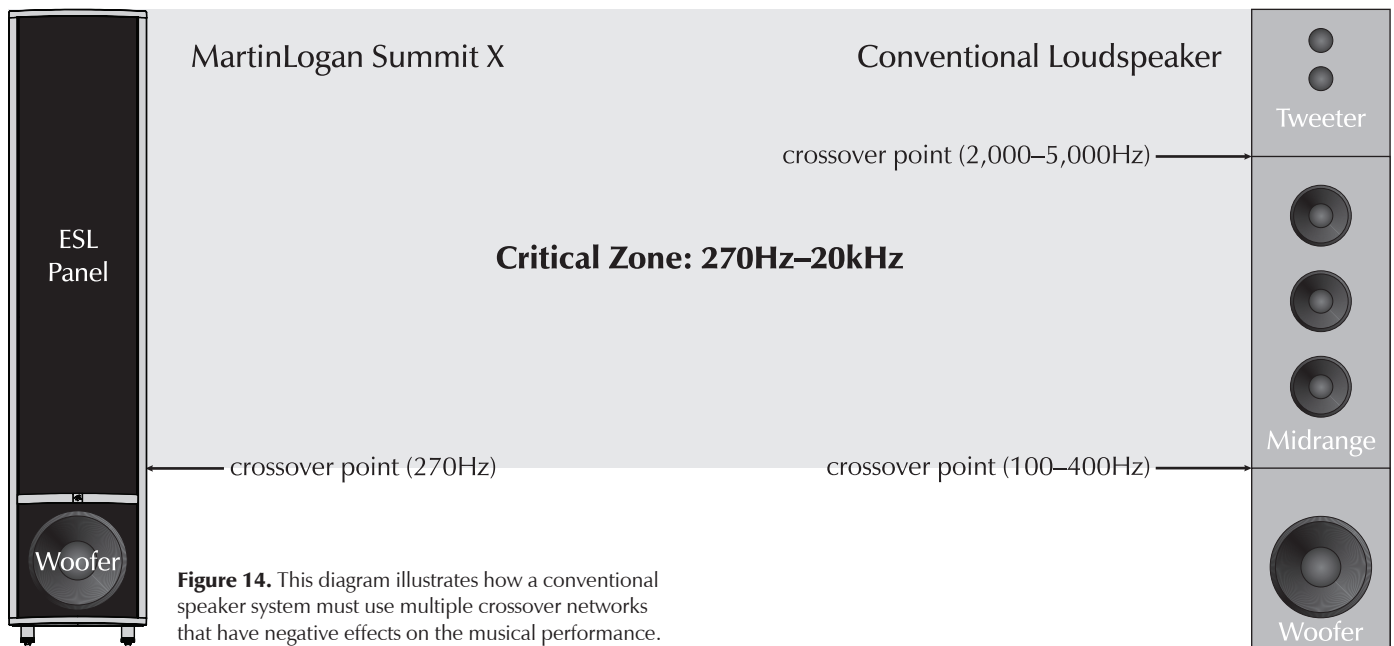 MartinLogan Summit X
Conventional Loudspeaker
Tweeter
crossover point (2,000–5,000Hz)
ESL
Panel
Critical Zone: 270Hz–20kHz
Midrange
crossover point (270Hz)
crossover point (100–400Hz)
Woofer
Figure 14. This diagram illustrates how a conventional
speaker system must use multiple crossover networks
that have negative effects on the musical performance.
Woofer